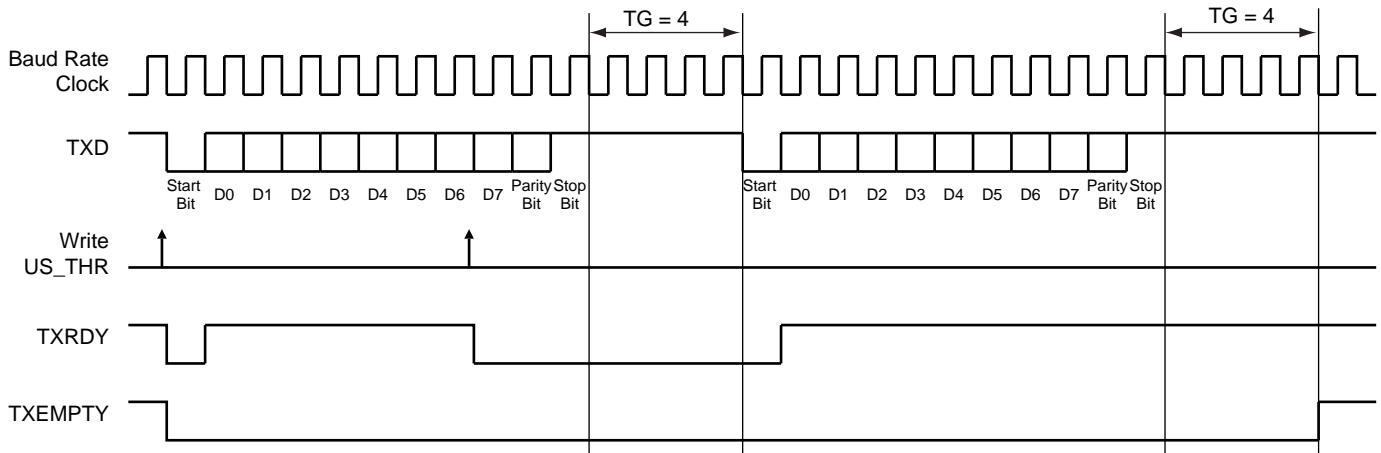 TG = 4
TG = 4
Baud Rate
Clock
TXD
Start
Bit
D0
D1
D2
D3
D4
D5
D6
D7
Parity
Bit
Stop
Bit
Start
Bit
D0
D1
D2
D3
D4
D5
D6
D7
Parity
Bit
Stop
Bit
Write
US_THR
TXRDY
TXEMPTY